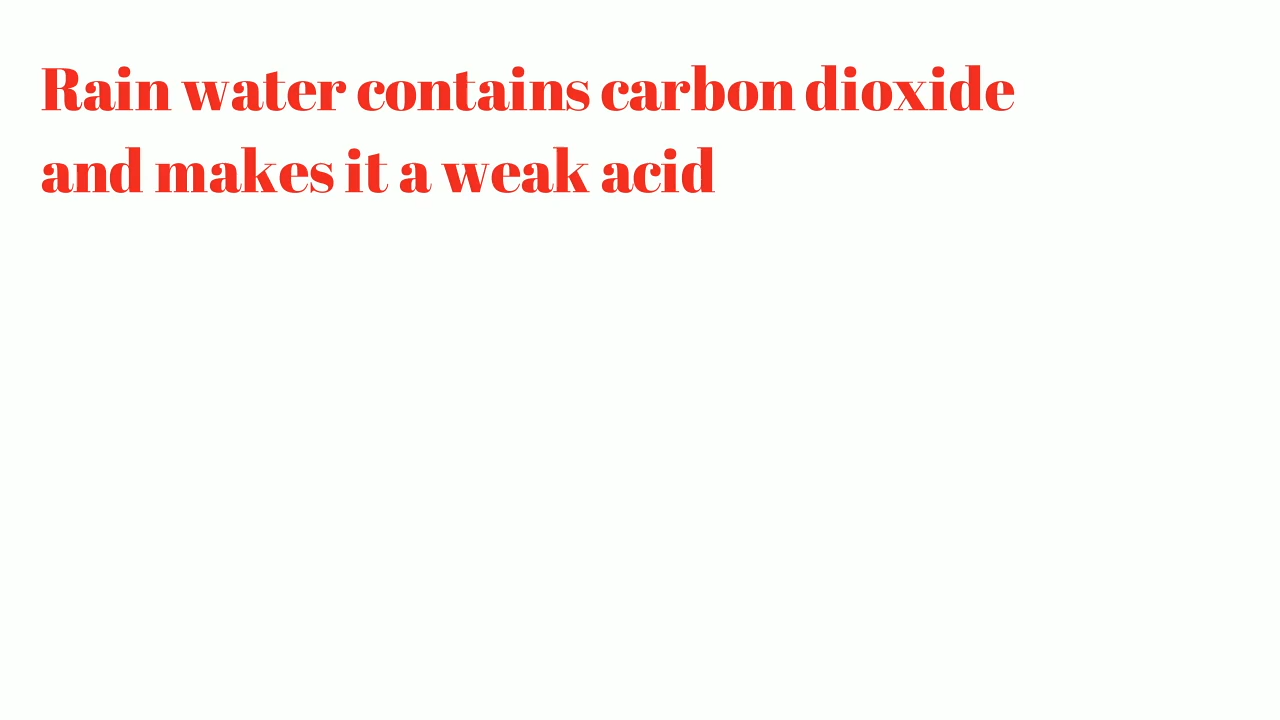 Rain water contains carbon dioxide
and makes it a weak acid